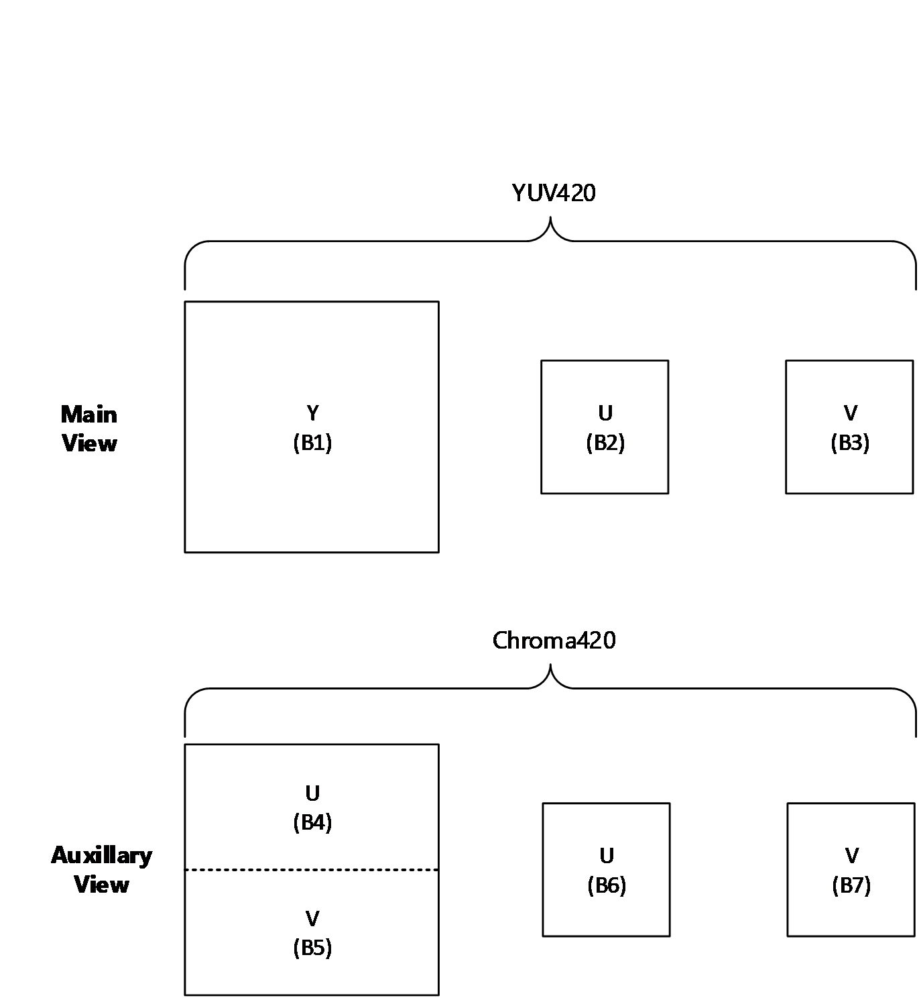 YUV420
Main
View
Y
(B1)
U
(B2)
V
(B3)
Chroma420
Auxillary
View
U
(B4)
V
(B5)
U
(B6)
V
(B7)